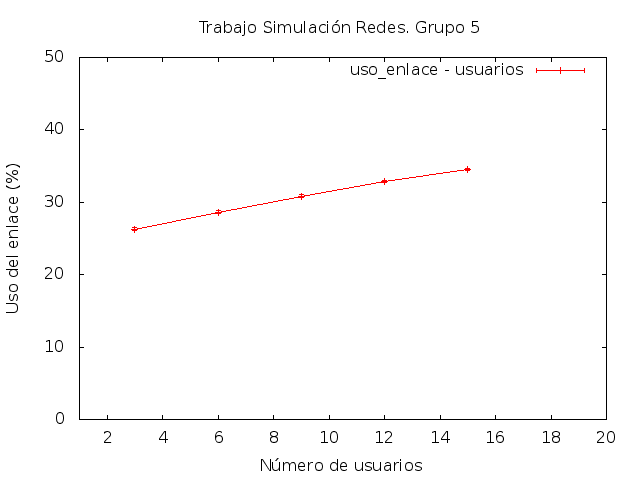 Trabajo Simulación Redes. Grupo 5
50
uso_enlace - usuarios
40
30
20
10
0
Uso del enlace (%)
2 4 6 8 10 12 14 16 18 20
Número de usuarios